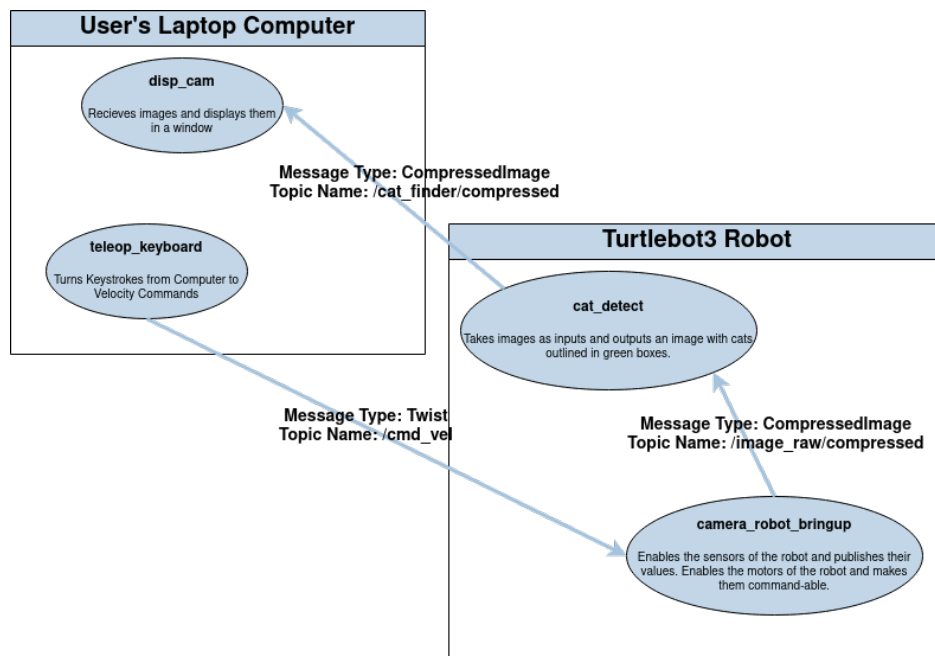 User's Laptop Computer
disp_cam
Recieves images and displays them
in a window
Message Type: CompressedImage
Topic Name: /cat_finder/compressed
teleop_keyboard
Turns Keystrokes from Computer to
Velocity Commands
Turtlebot3 Robot
cat_detect
Takes images as inputs and outputs an image with cats
outlined in green boxes.
Message Type: Twist
Topic Name: /cmd_vel
Message Type: CompressedImage
Topic Name: /image_raw/compressed
camera_robot_bringup
Enables the sensors of the robot and publishes their
values. Enables the motors of the robot and makes
them command-able.